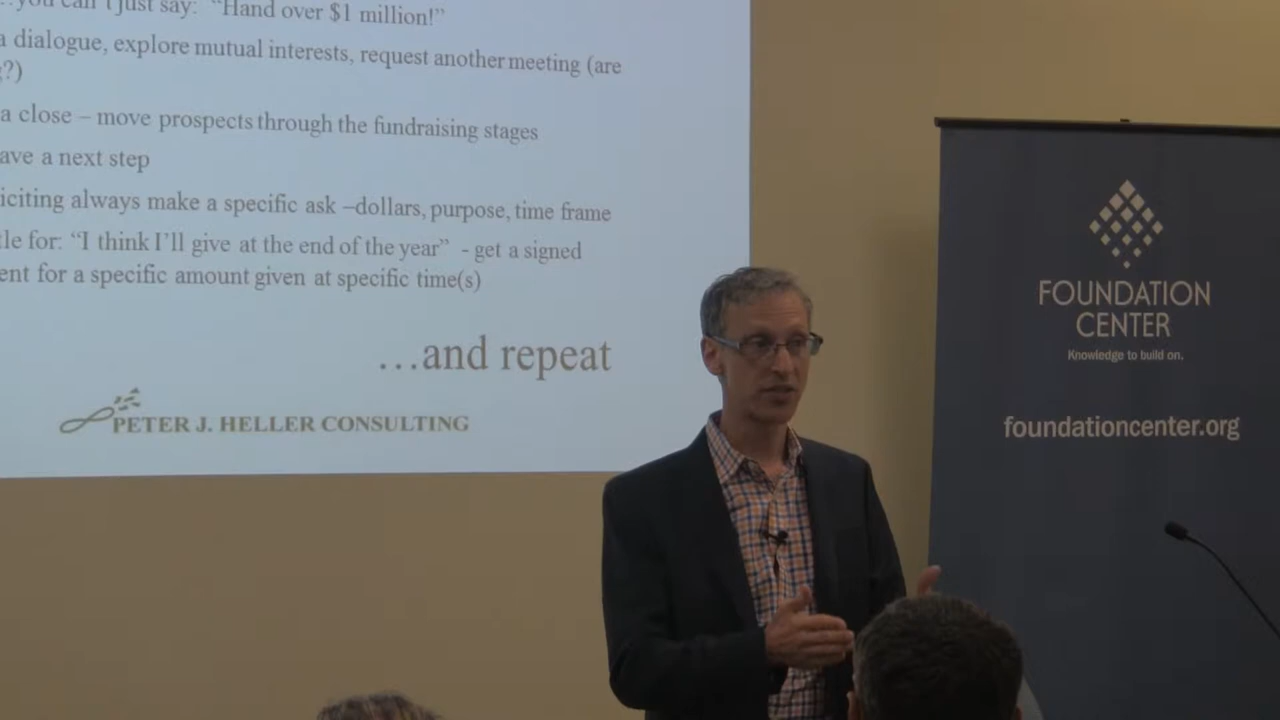 you can't just say: "Hand over $1 million!"
a dialogue, explore mutual interests, request another meeting (are
?)
a close – move prospects through the fundraising stages
ave a next step
iciting always make a specific ask –dollars, purpose, time frame
tle for: "I think I'll give at the end of the year" - get a signed
ent for a specific amount given at specific time(s)
…and repeat
PETER J. HELLER CONSULTING
FOUNDATION
CENTER
Knowledge to build on.
foundationcenter.org